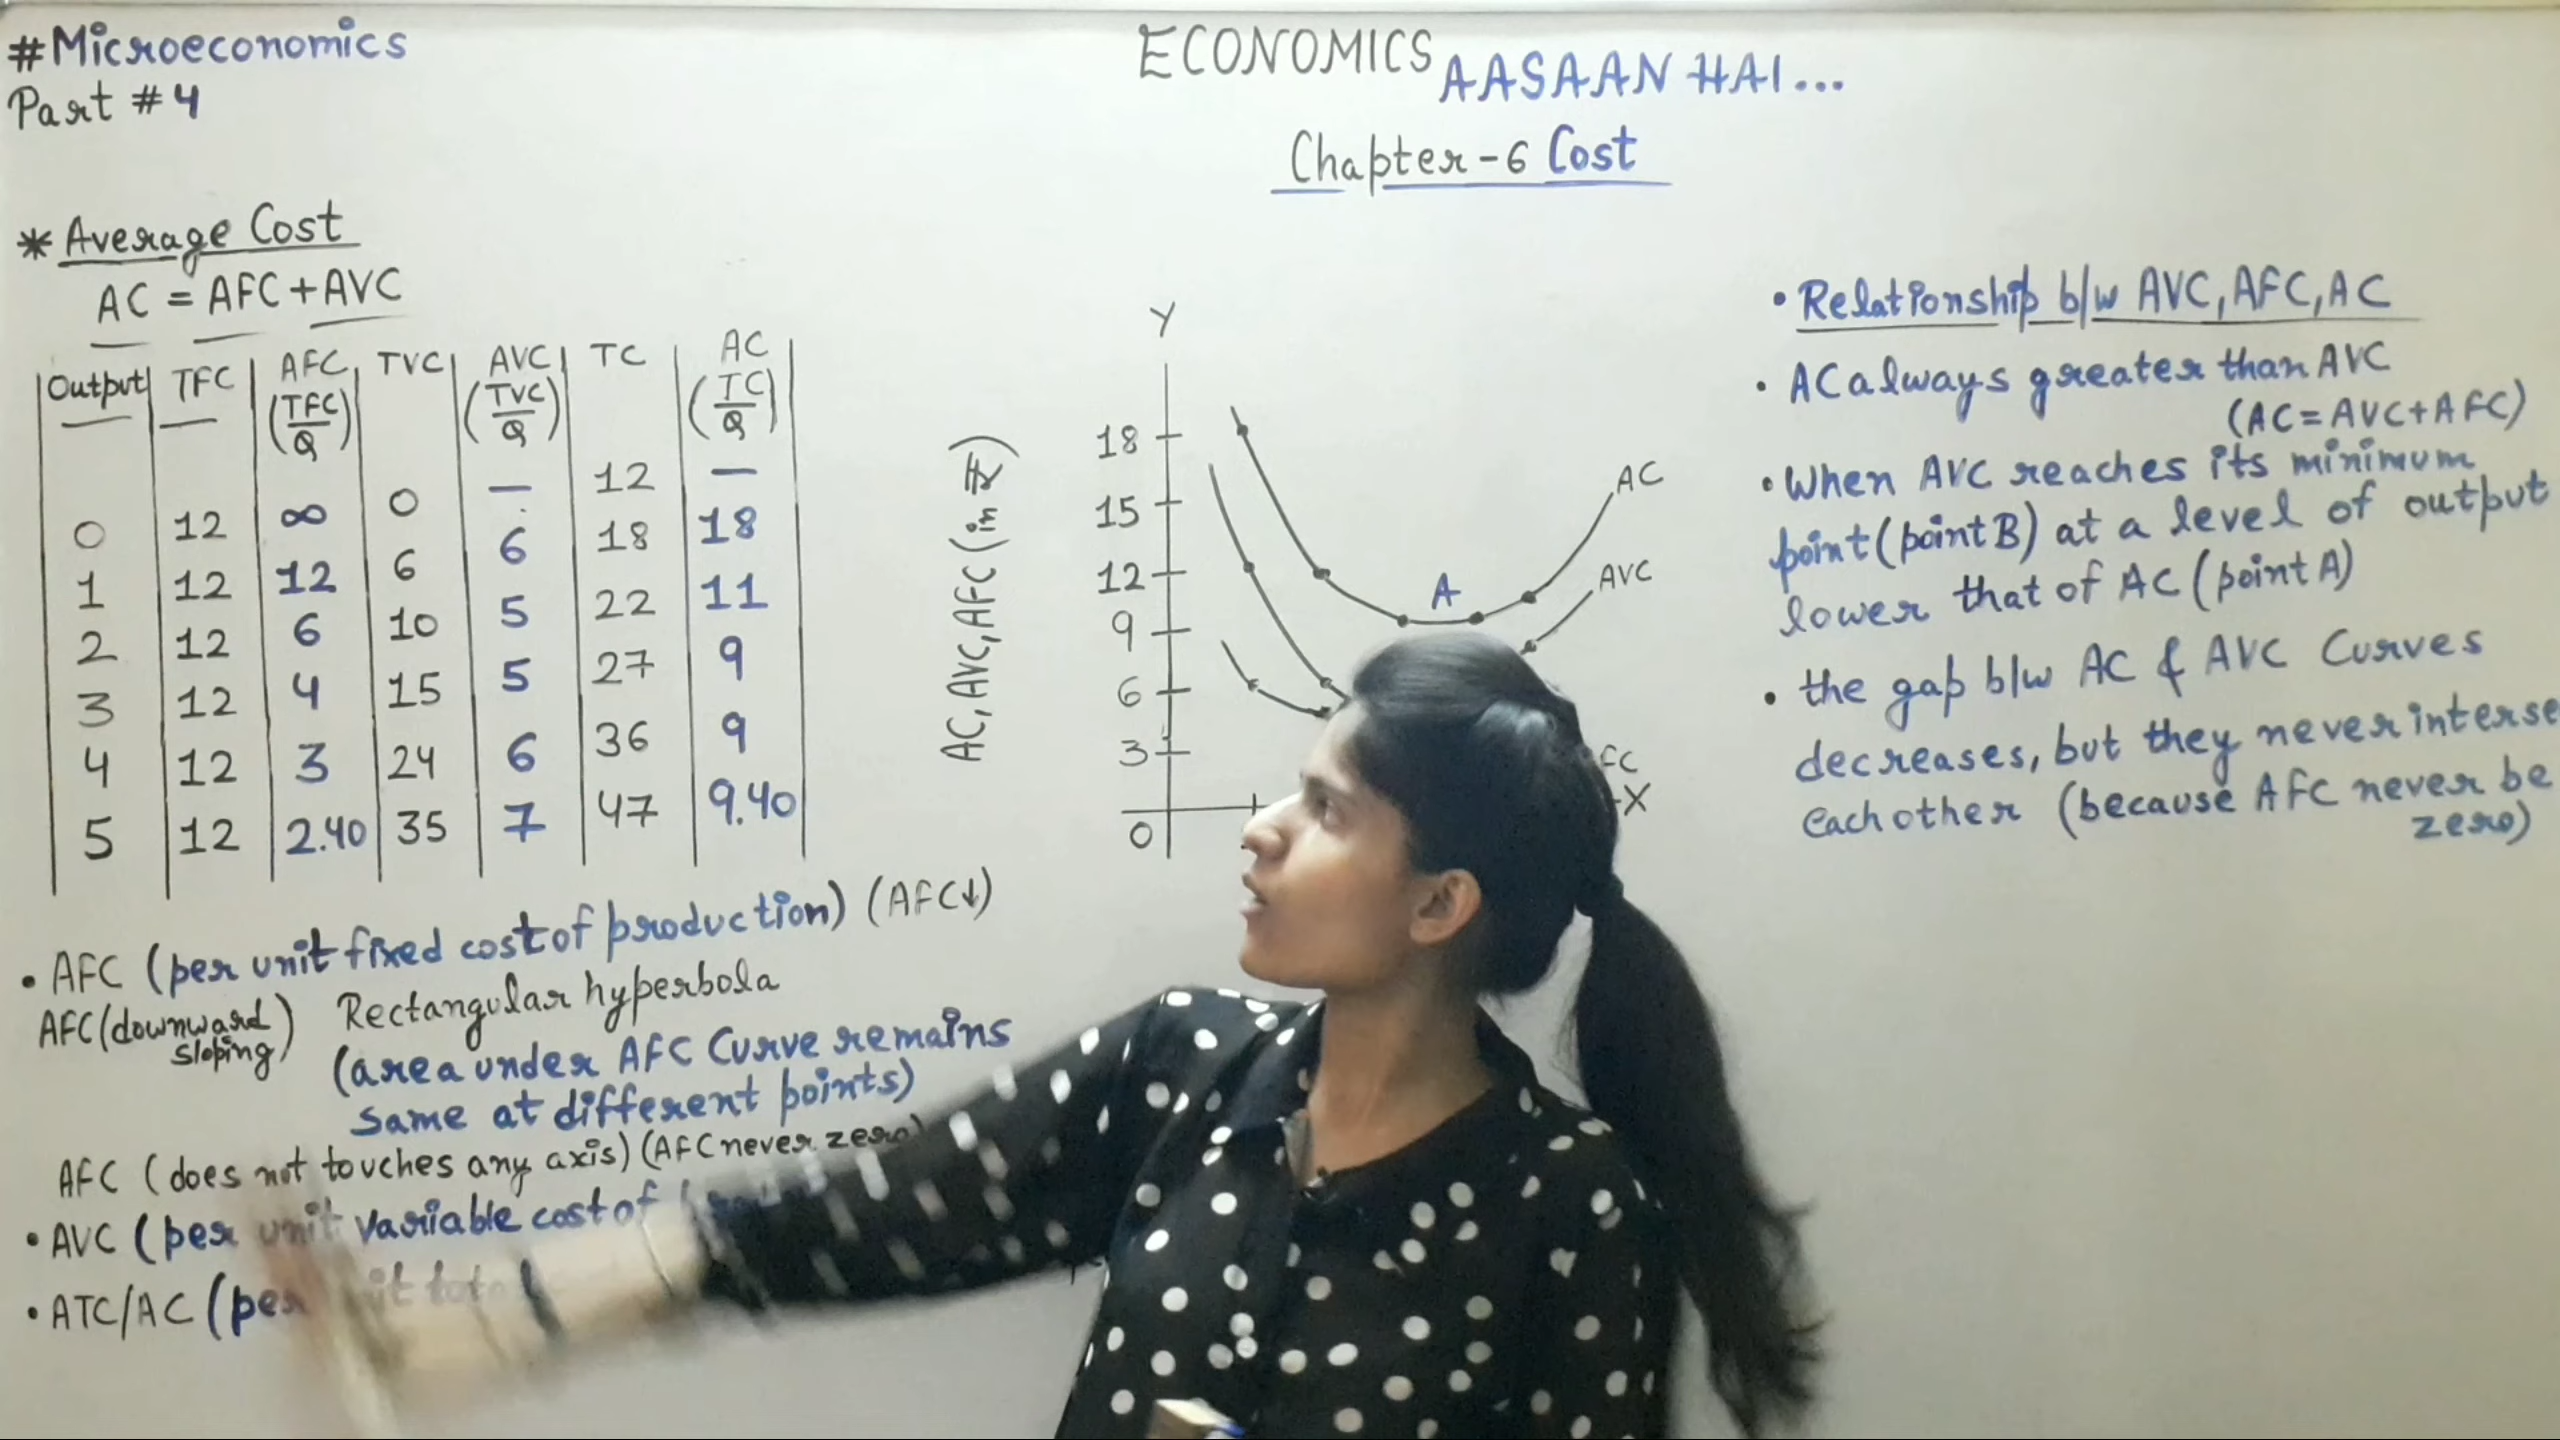 #Microeconomics
Part #4
ECONOMICS AASAAN HAI...
Chapter-6 Cost
* Average Cost
AC = AFC+AVC
Output TFC AFC (TFC/Q) TVC AVC (TVC/Q) TC AC (TC/Q)
0 12 ∞ 0 — 12 —
1 12 12 6 6 18 18
2 12 6 10 5 22 11
3 12 4 15 5 27 9
4 12 3 24 6 36 9
5 12 2.40 35 7 47 9.40
• AFC (per unit fixed cost of production) (AFC↓)
AFC (downward sloping) Rectangular hyperbola
(area under AFC Curve remains
same at different points)
AFC (does not touches any axis) (AFC never zero)
• AVC (per unit variable cost of
• ATC/AC (per
Y
AC, AVC, AFC (in ₹)
18
15
12
9
6
3
0
A
AC
AVC
FC
X
• Relationship b/w AVC, AFC, AC
• AC always greater than AVC
(AC=AVC+AFC)
• When AVC reaches its minimum
point (point B) at a level of output
lower that of AC (point A)
• the gap b/w AC & AVC Curves
decreases, but they never interse
each other (because AFC never be
zero)